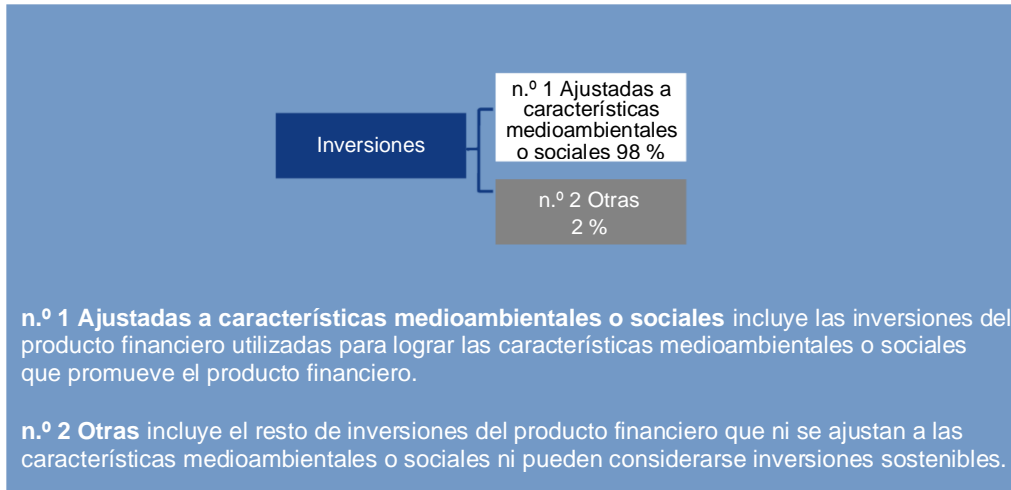 Inversiones
n.º 1 Ajustadas a
características
medioambientales
o sociales 98 %
n.º 2 Otras
2 %
n.º 1 Ajustadas a características medioambientales o sociales incluye las inversiones del
producto financiero utilizadas para lograr las características medioambientales o sociales
que promueve el producto financiero.
n.º 2 Otras incluye el resto de inversiones del producto financiero que ni se ajustan a las
características medioambientales o sociales ni pueden considerarse inversiones sostenibles.